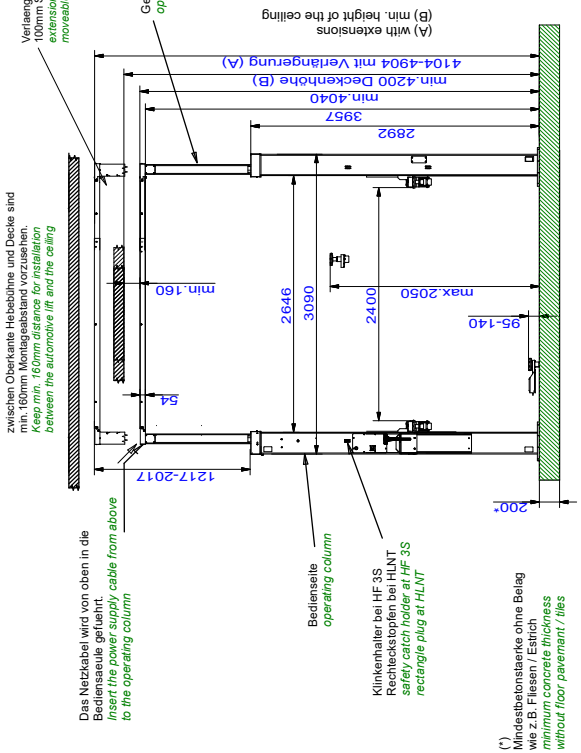 Verlaeng
100mm S
extension
moveable
Ge
op
zwischen Oberkante Hebebühne und Decke sind
min.160mm Montageabstand vorzusehen.
Keep min. 160mm distance for installation
between the automotive lift and the ceiling
Das Netzkabel wird von oben in die
Bediensaeule gefuehrt.
Insert the power supply cable from above
to the operating column
Bedienseite
operating column
Klinkenhalter bei HF 3S
Rechteckstopfen bei HLNT
safety catch holder at HF 3S
rectangle plug at HLNT
(*)
Mindestbetonstaerke ohne Belag
wie z.B. Fliesen / Estrich
minimum concrete thickness
without floor pavement / tiles
(A) with extensions
(B) min. height of the ceiling
4104-4904 mit Verlängerung (A)
min.4200 Deckenhöhe (B)
min.4040
3957
2892
min.160
54
1217-2017
2646
3090
2400
max.2050
95-140
200*